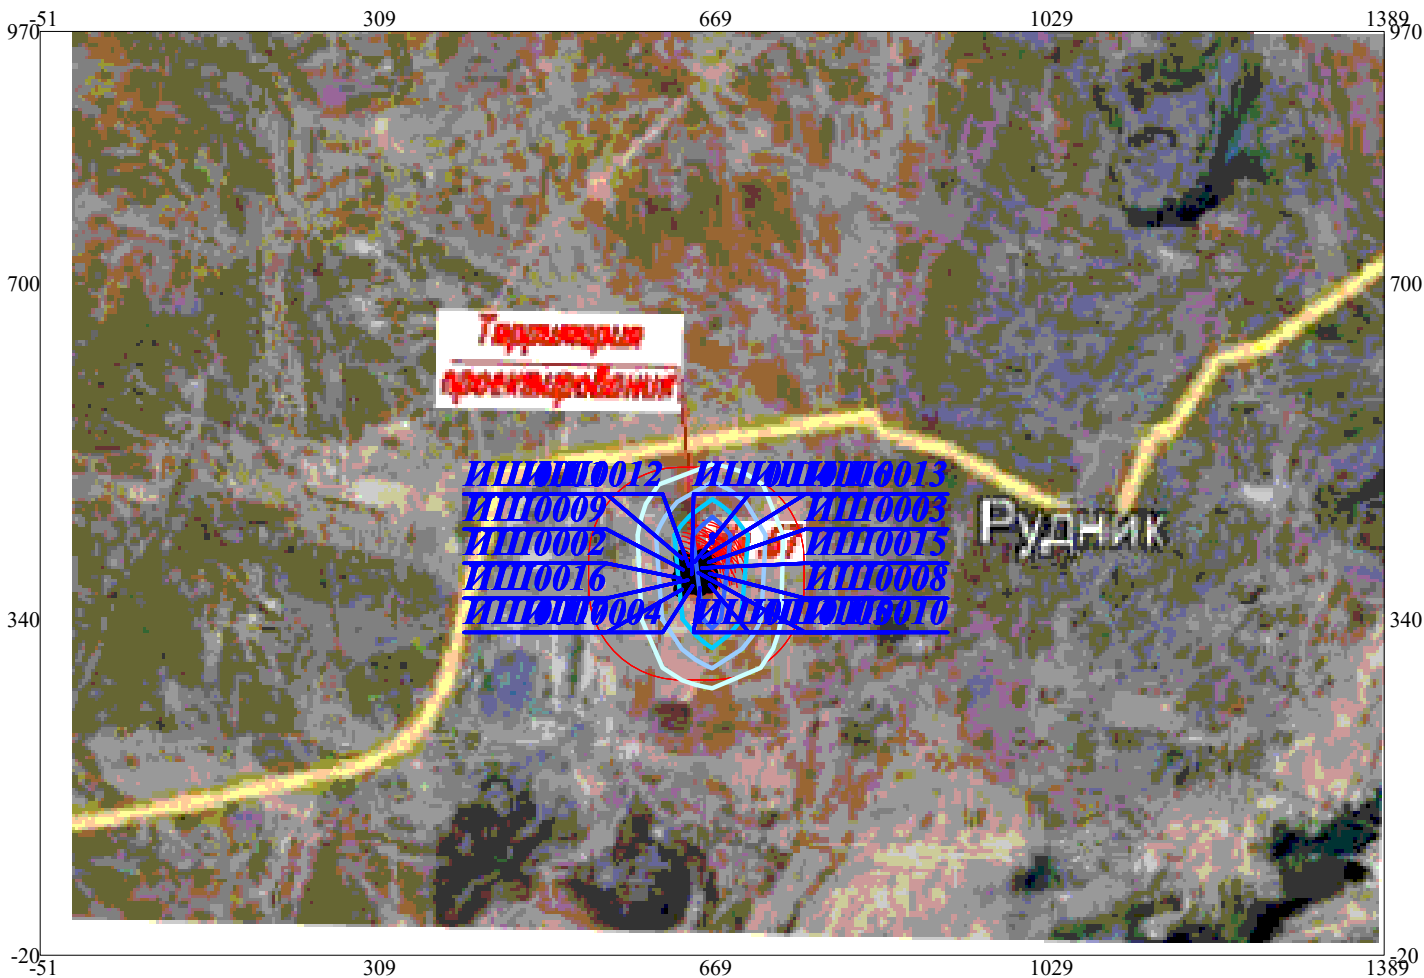 -51 309 669 1029 1389
970 970
700 700
Территория
проектирования
ИШ0009 ИШ0003
ИШ0002 ИШ0015
ИШ0016 ИШ0008
Рудник
340 340
-20 -20
-51 309 669 1029 1389